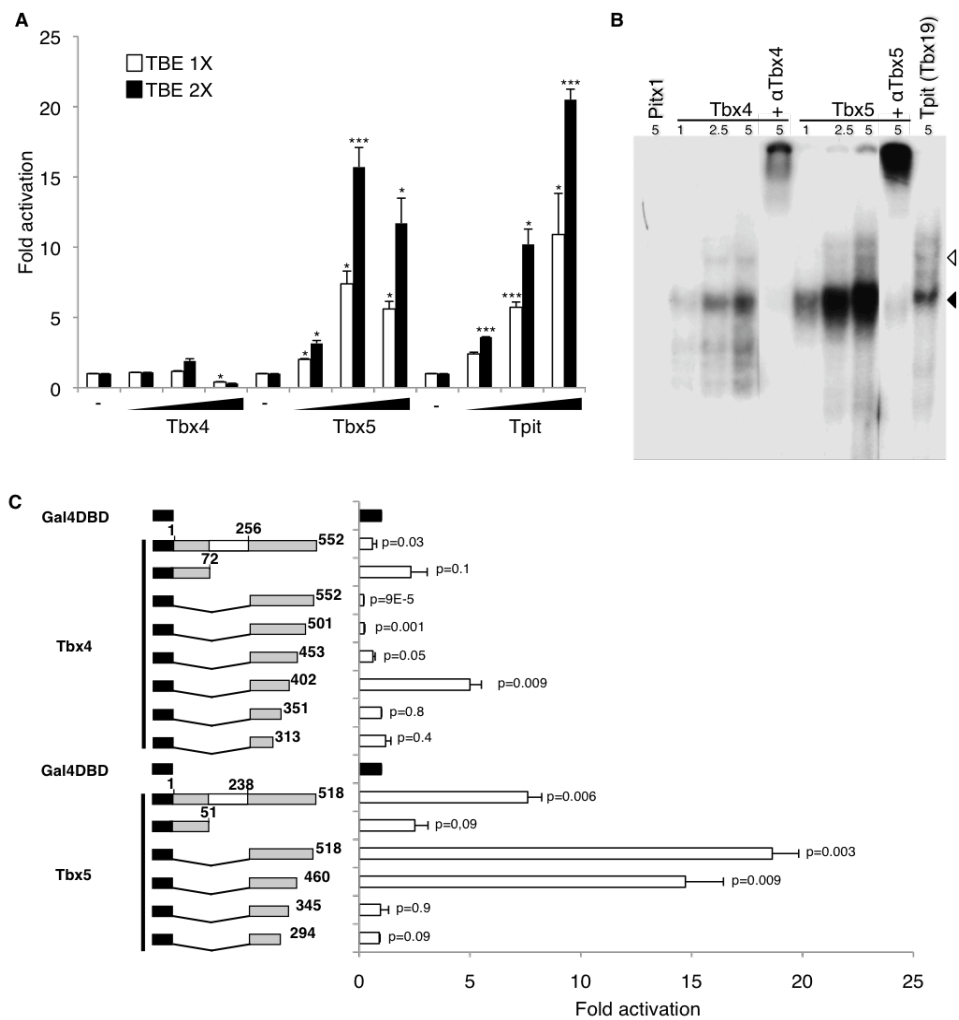 A
25
20
15
10
5
0
Fold activation
TBE 1X
TBE 2X
* * *** * * * *** *** * * ***
- Tbx4 - Tbx5 - Tpit
B
Pitx1
Tbx4
+ αTbx4
Tbx5
+ αTbx5
Tpit (Tbx19)
5 1 2.5 5 5 1 2.5 5 5 5
C
Gal4DBD
1 256 552 p=0.03
72 p=0.1
552 p=9E-5
501 p=0.001
Tbx4
453 p=0.05
402 p=0.009
351 p=0.8
313 p=0.4
Gal4DBD
1 238 518 p=0.006
51 p=0,09
518 p=0.003
Tbx5
460 p=0.009
345 p=0.9
294 p=0.09
0 5 10 15 20 25
Fold activation